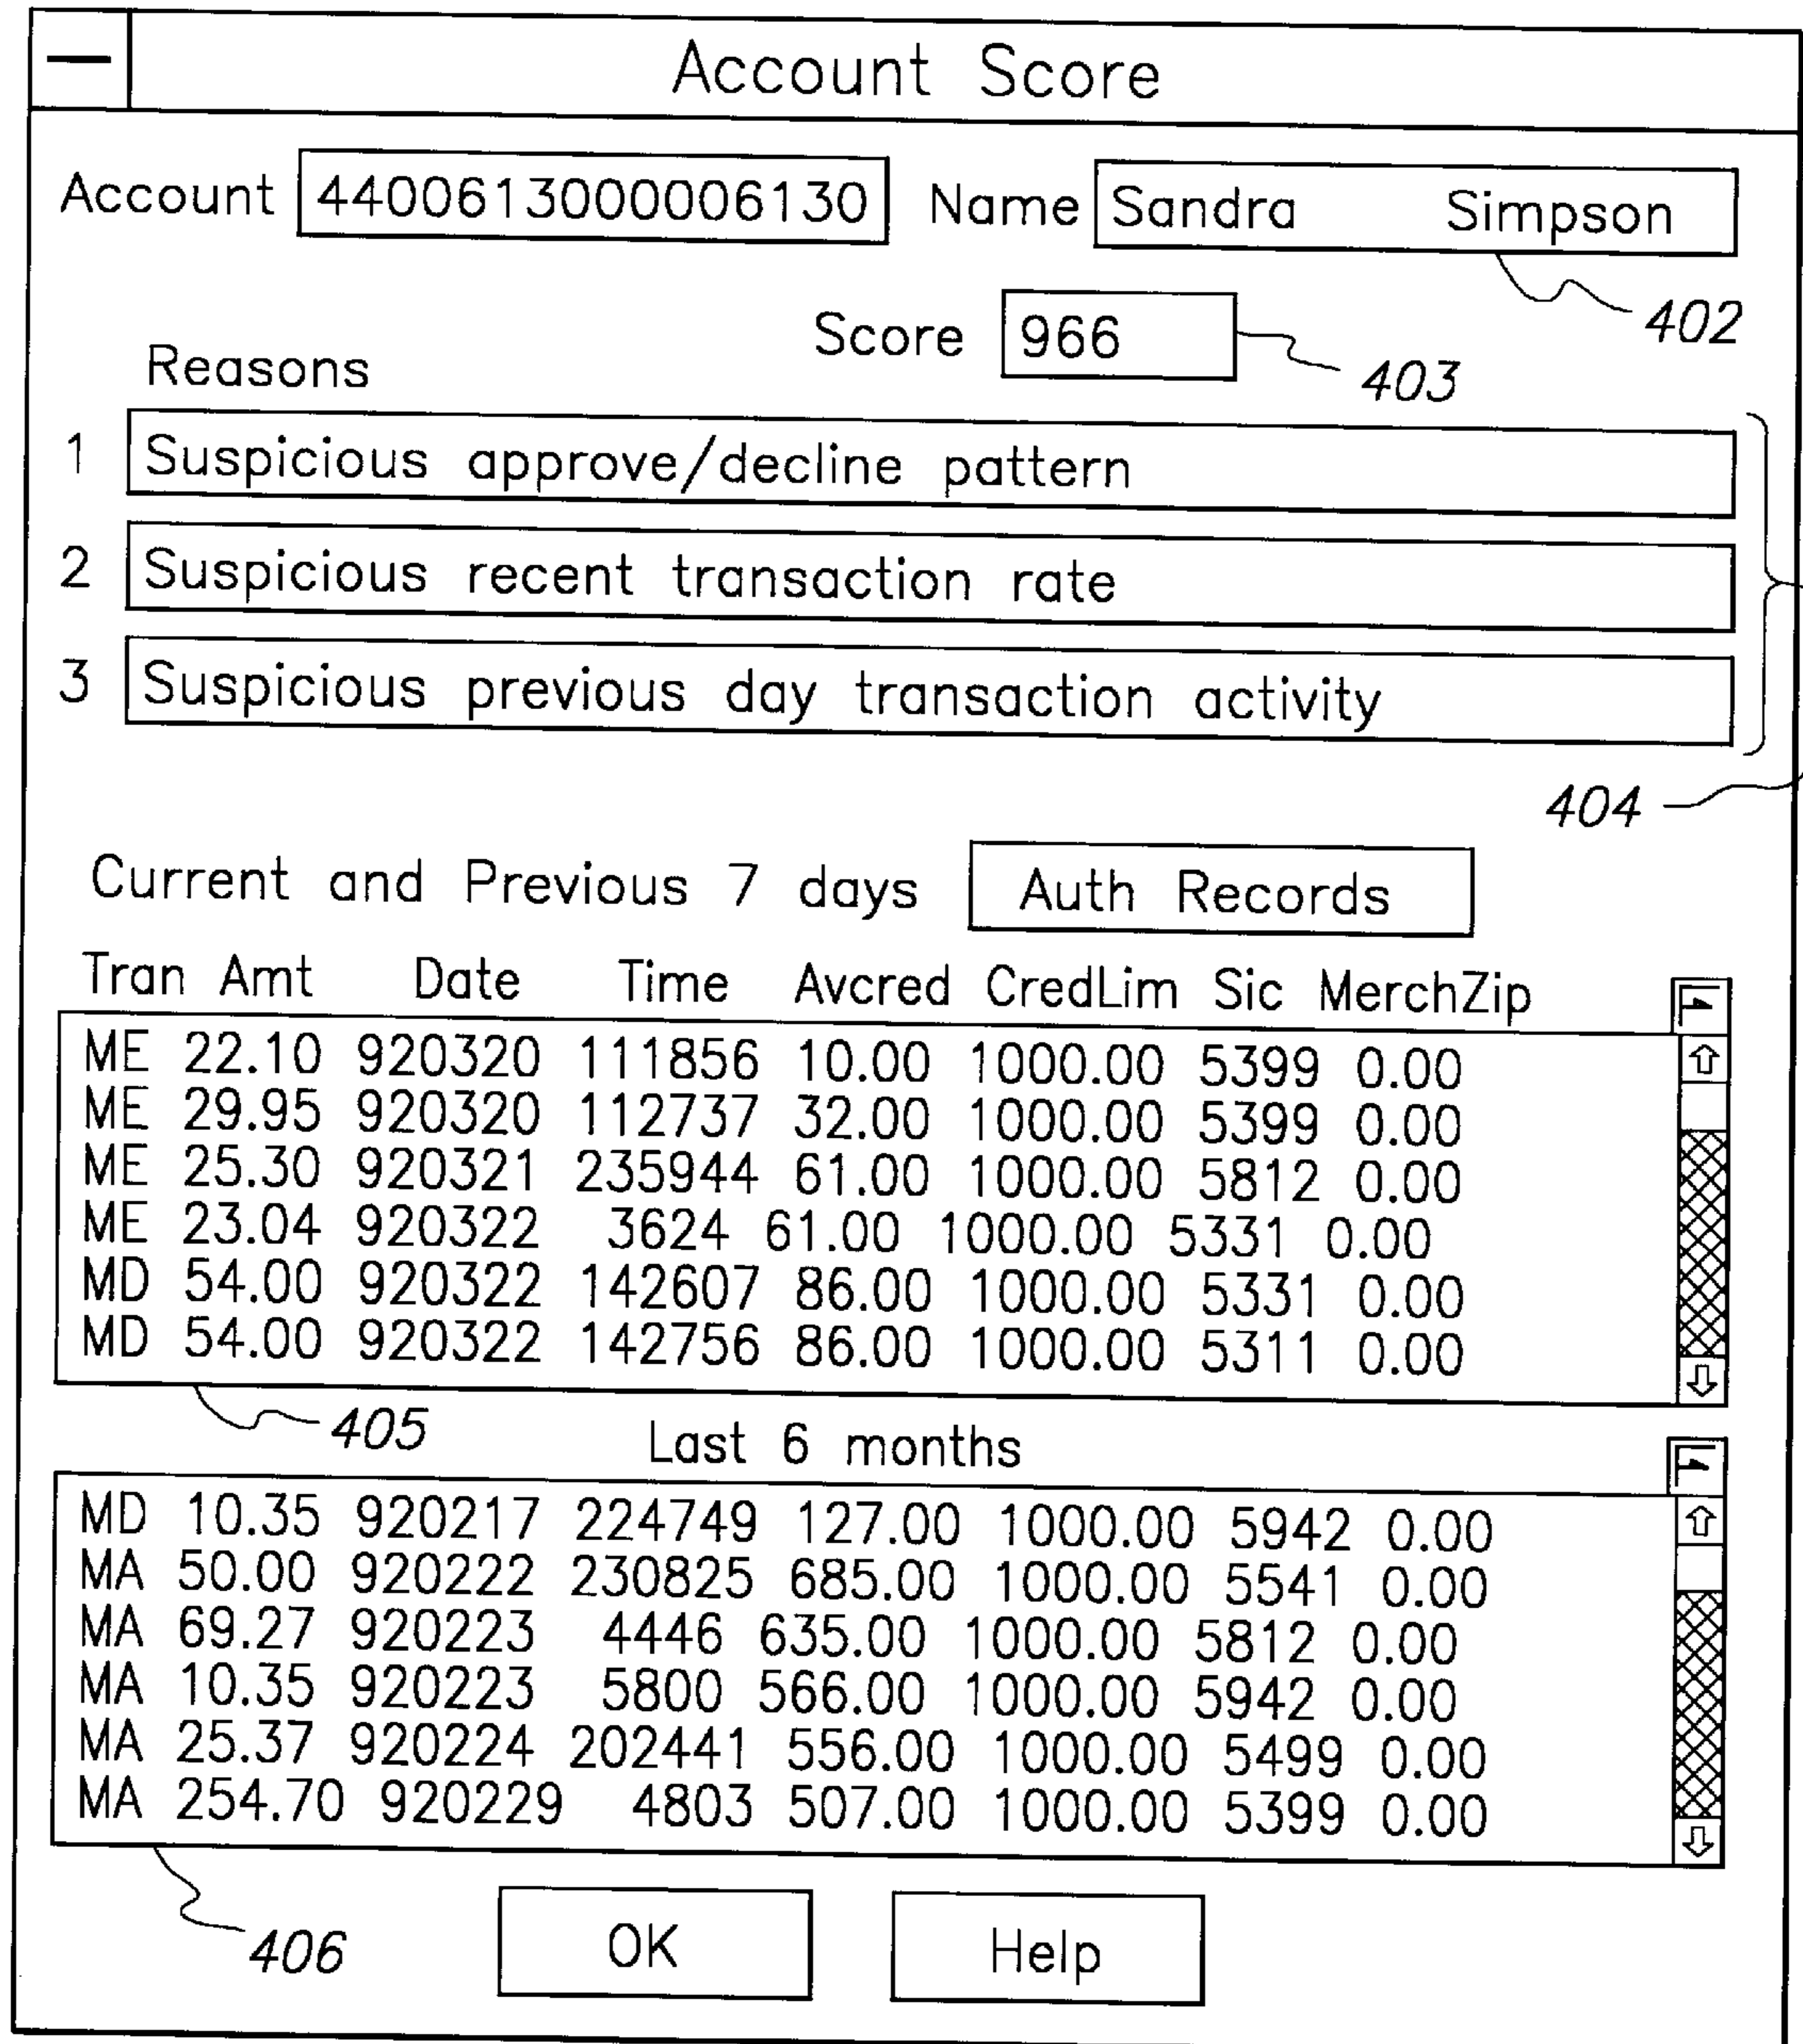 Account Score
Account 4400613000006130 Name Sandra Simpson
402
Score 966
403
Reasons
1 Suspicious approve/decline pattern
2 Suspicious recent transaction rate
3 Suspicious previous day transaction activity
404
Current and Previous 7 days Auth Records
Tran Amt Date Time Avcred CredLim Sic MerchZip
ME 22.10 920320 111856 10.00 1000.00 5399 0.00
ME 29.95 920320 112737 32.00 1000.00 5399 0.00
ME 25.30 920321 235944 61.00 1000.00 5812 0.00
ME 23.04 920322 3624 61.00 1000.00 5331 0.00
MD 54.00 920322 142607 86.00 1000.00 5331 0.00
MD 54.00 920322 142756 86.00 1000.00 5311 0.00
405
Last 6 months
MD 10.35 920217 224749 127.00 1000.00 5942 0.00
MA 50.00 920222 230825 685.00 1000.00 5541 0.00
MA 69.27 920223 4446 635.00 1000.00 5812 0.00
MA 10.35 920223 5800 566.00 1000.00 5942 0.00
MA 25.37 920224 202441 556.00 1000.00 5499 0.00
MA 254.70 920229 4803 507.00 1000.00 5399 0.00
406
OK Help